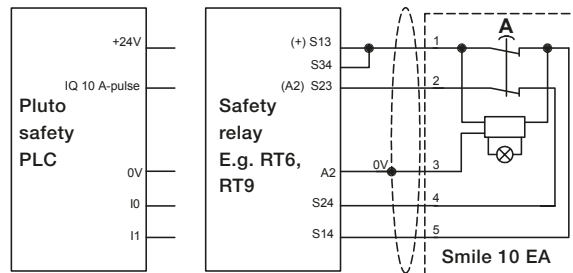 +24V
IQ 10 A-pulse
Pluto
safety
PLC
0V
I0
I1
(+) S13
S34
(A2) S23
Safety
relay
E.g. RT6,
RT9
A2
S24
S14
0V
A
1
2
3
4
5
Smile 10 EA